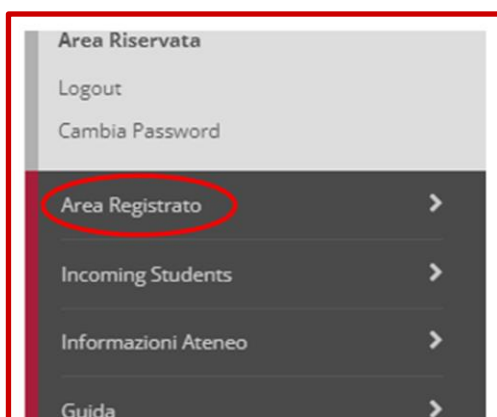 Area Riservata
Logout
Cambia Password
Area Registrato
Incoming Students
Informazioni Ateneo
Guida